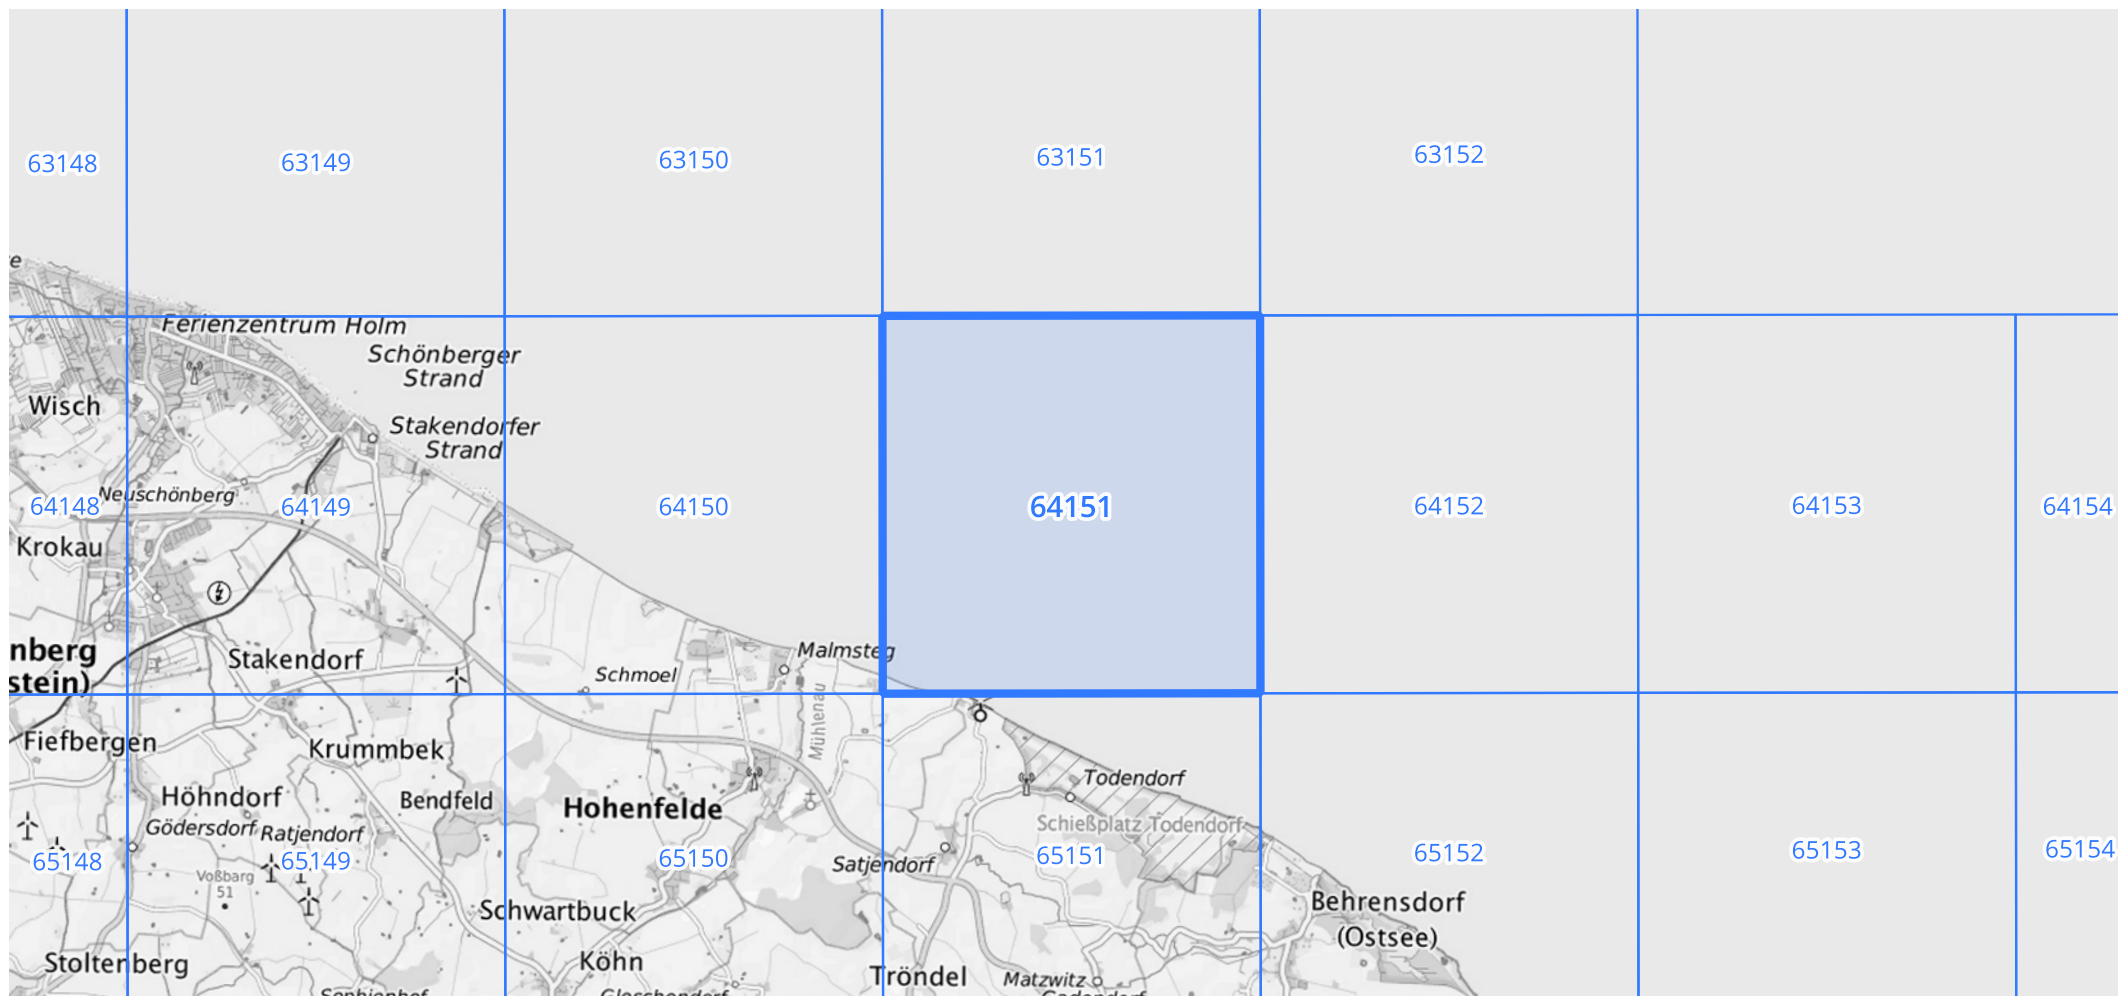 63148
63149
63150
63151
63152
Ferienzentrum Holm
Schönberger
Strand
Wisch
Stakendorfer
Strand
Neuschönberg
64148
64149
64150
64151
64152
64153
64154
Krokau
nberg
stein)
Stakendorf
Schmoel
Malmsteg
Mühlenau
Fiefbergen
Krummbek
Todendorf
Höhndorf
Bendfeld
Hohenfelde
Gödersdorf
Ratjendorf
Schießplatz Todendorf
65148
65149
65150
Satjendorf
65151
65152
65153
65154
Voßbarg
51
Schwartbuck
Behrensdorf
(Ostsee)
Stoltenberg
Köhn
Tröndel
Matzwitz